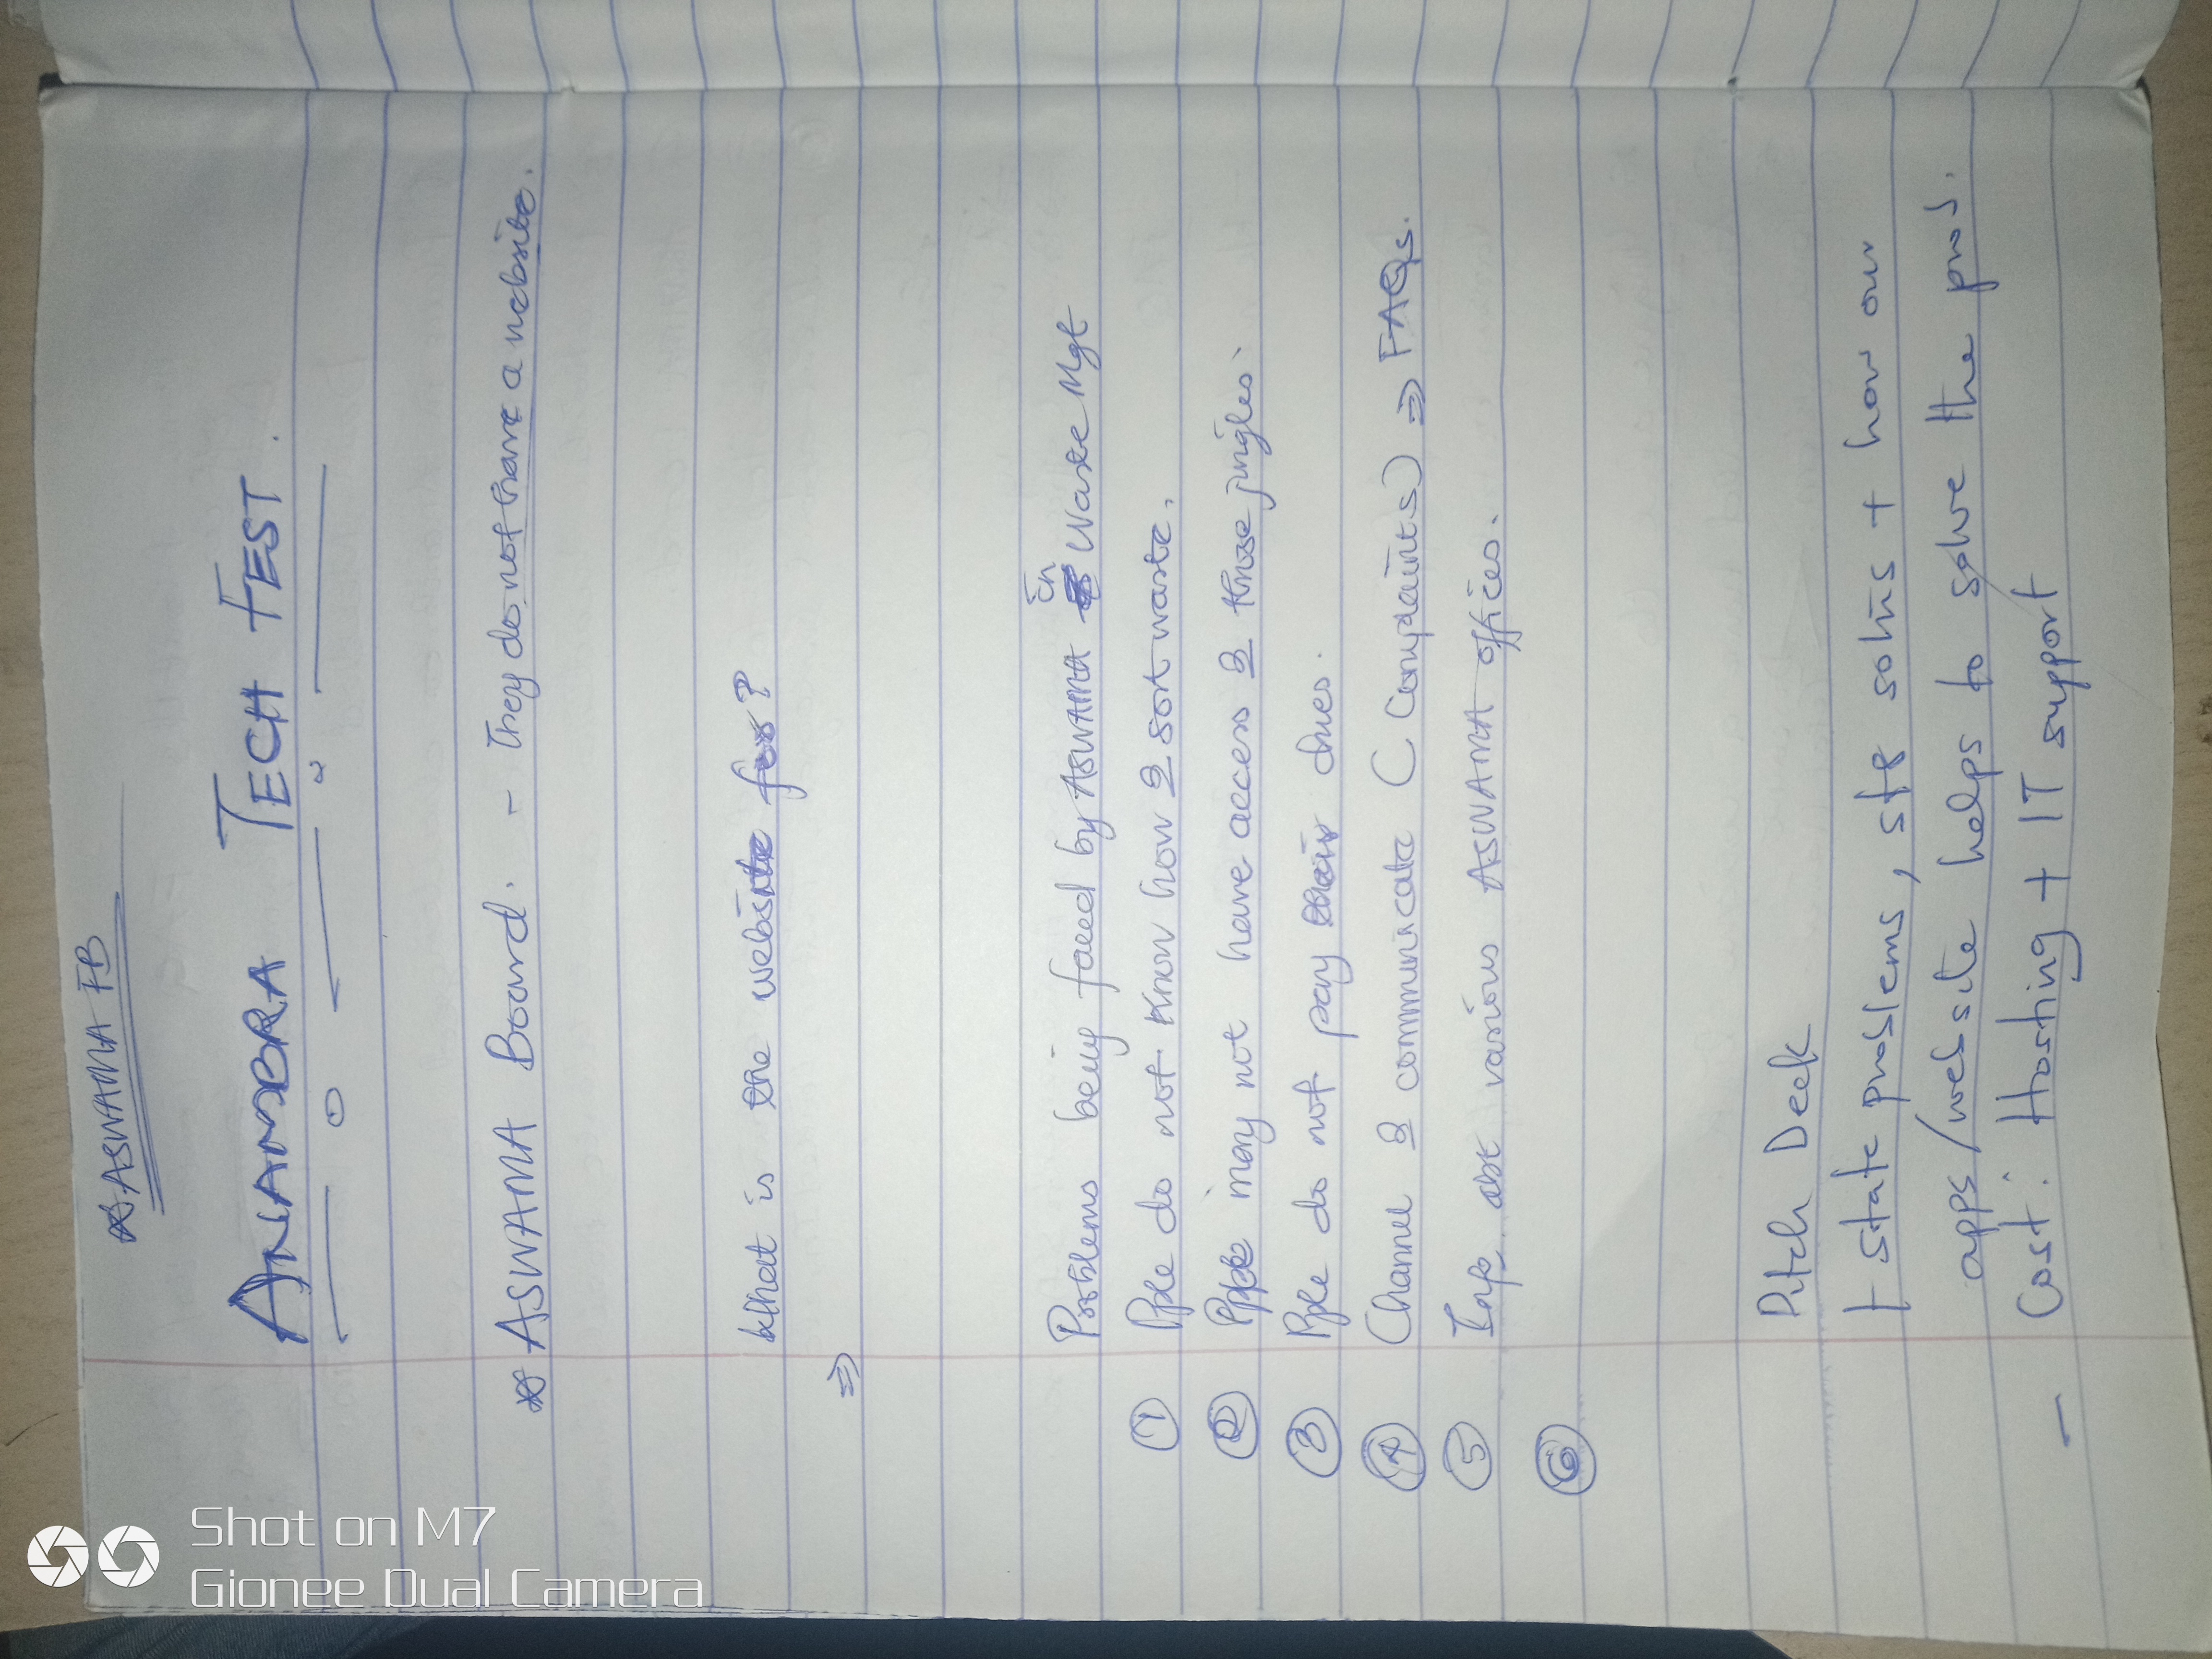 ASWAMA FB
ANAMBRA TECH FEST.
ASWAMA Board. - They do not have a website.
What is the website for?
⇒
Problems being faced by ASWAMA in Waste Mgt
① Pple do not know how 2 sort waste.
② Pple may not have access 2 those jingles.
③ Pple do not pay their dues.
④ Channel 2 communicate (Complaints) ⇒ FAQs.
⑤ Info abt various ASWAMA offices.
⑥
Pitch Deck
+ state problems, solns + how our
apps/website helps to solve the prob.
- Cost: Hosting + IT support
Shot on M7
Gionee Dual Camera